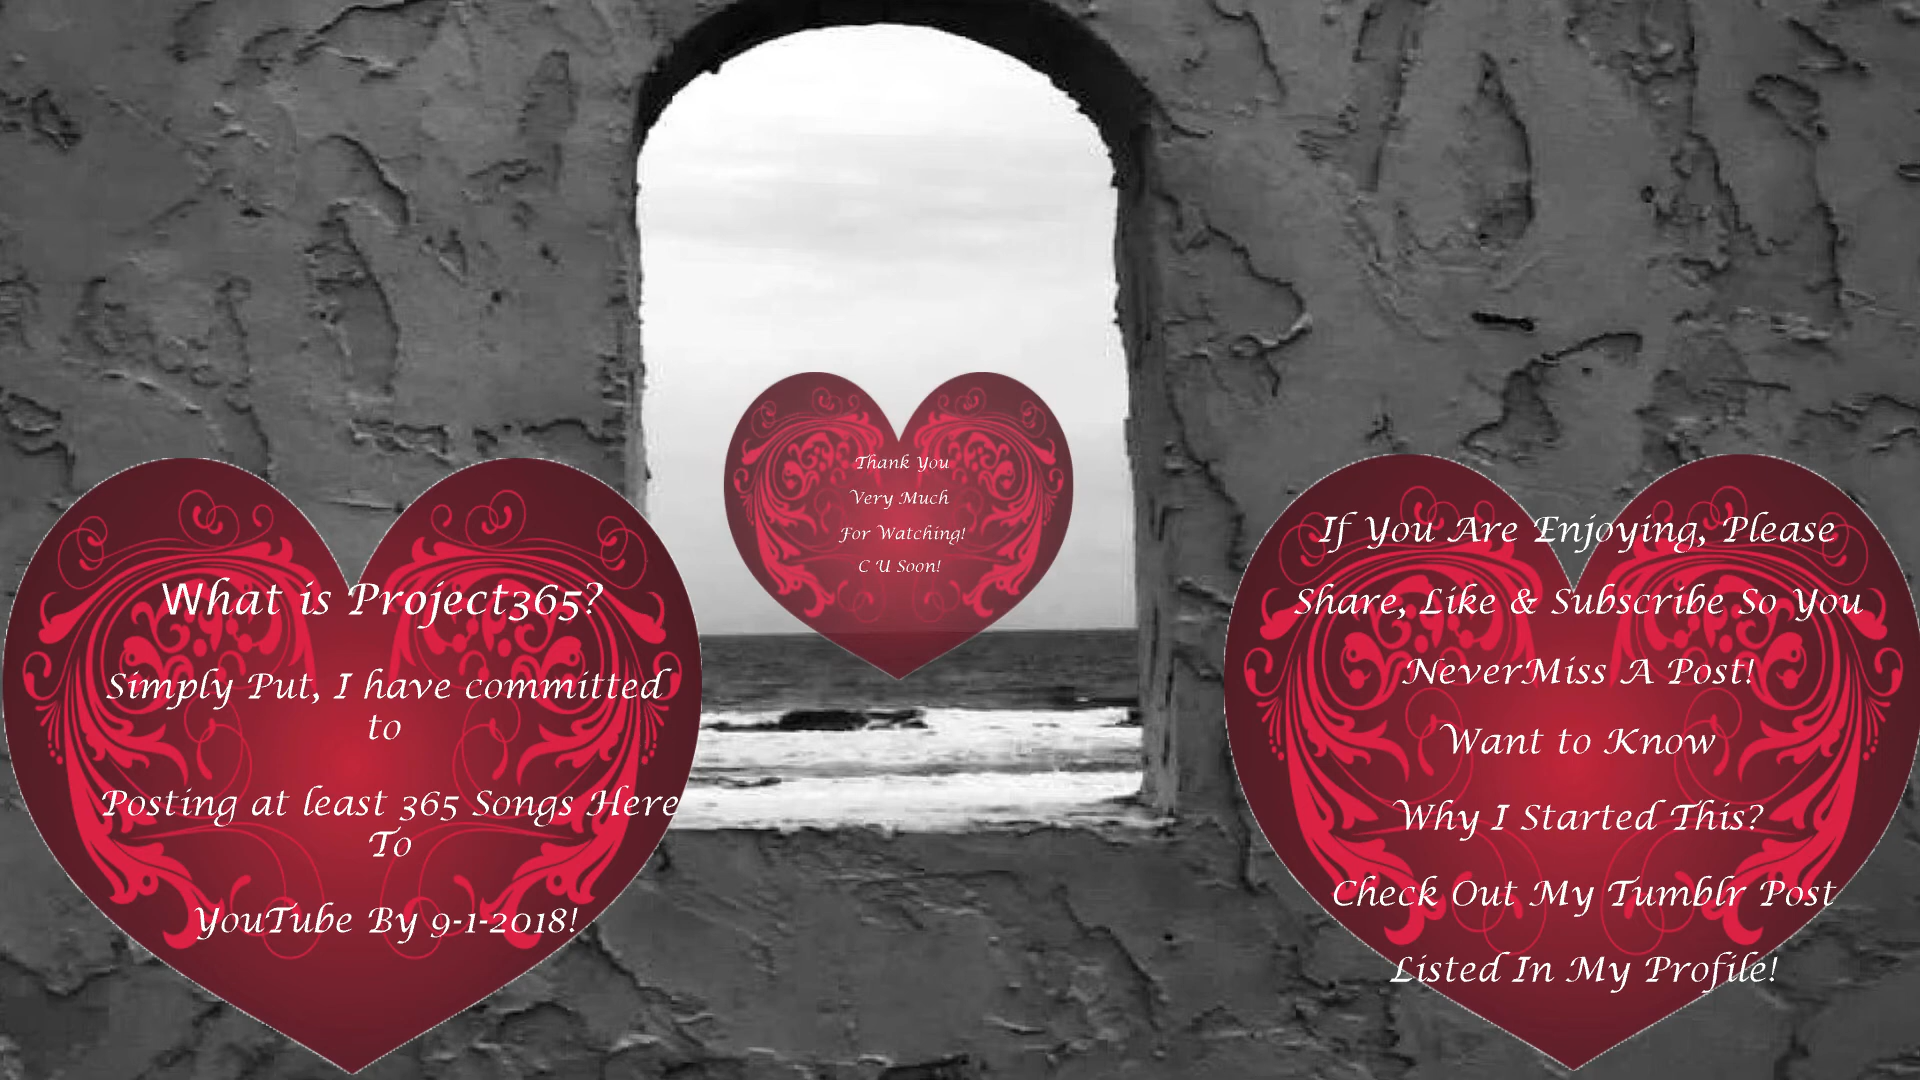 What is Project365?
Simply Put, I have committed
to
Posting at least 365 Songs Here
To
YouTube By 9-1-2018!
Thank You
Very Much
For Watching!
C U Soon!
If You Are Enjoying, Please
Share, Like & Subscribe So You
NeverMiss A Post!
Want to Know
Why I Started This?
Check Out My Tumblr Post
Listed In My Profile!